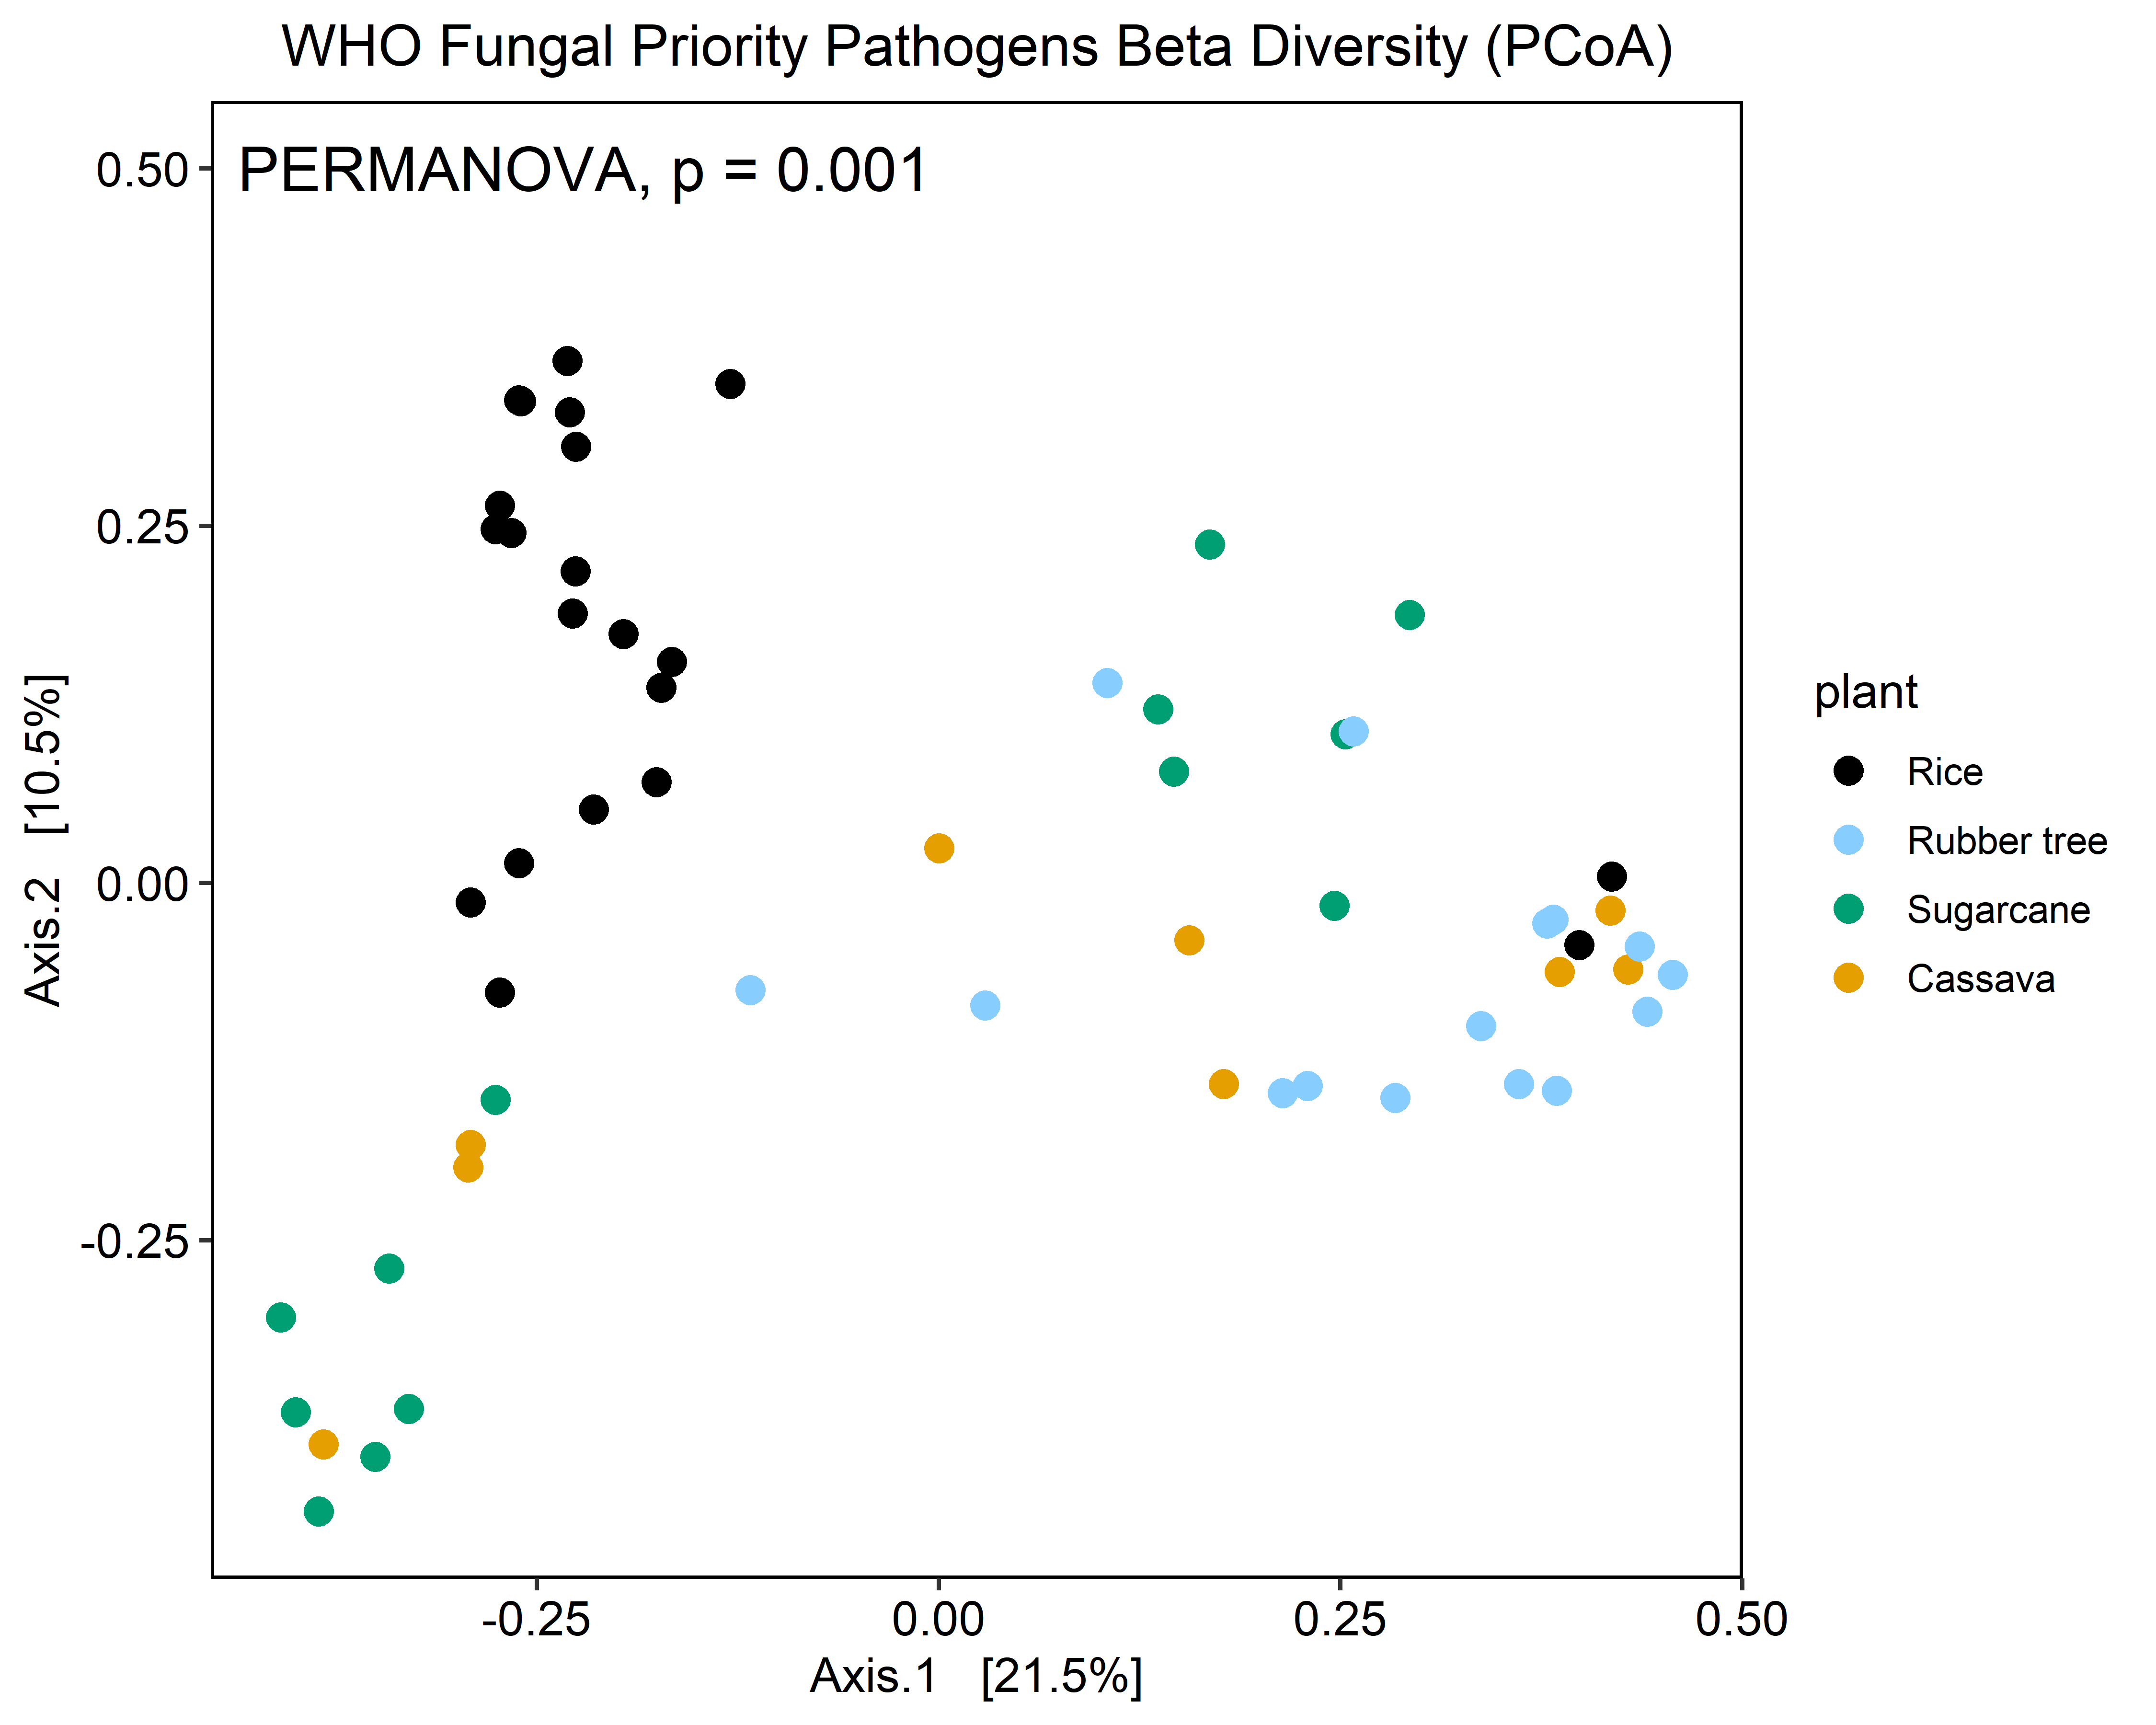 WHO Fungal Priority Pathogens Beta Diversity (PCoA)
PERMANOVA, p = 0.001
0.50
0.25
0.00
-0.25
Axis.2 [10.5%]
-0.25
0.00
0.25
0.50
Axis.1 [21.5%]
plant
Rice
Rubber tree
Sugarcane
Cassava